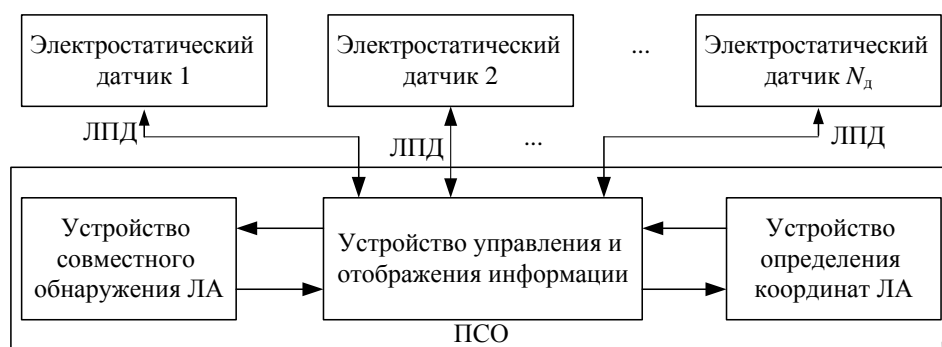 Электростатический
датчик 1
Электростатический
датчик 2
...
Электростатический
датчик Nд
ЛПД
ЛПД
...
ЛПД
Устройство
совместного
обнаружения ЛА
Устройство управления и
отображения информации
Устройство
определения
координат ЛА
ПСО